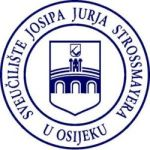 SVEUČILIŠTE JOSIPA JURJA STROSSMAYERA
U OSIJEKU